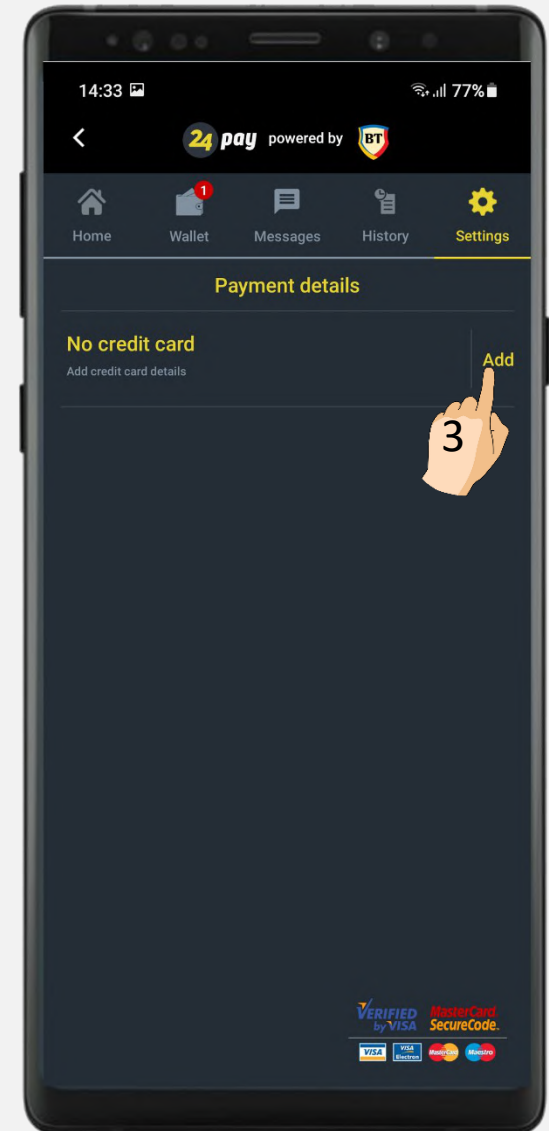 14:33 77%
24 pay powered by BT
1
Home Wallet Messages History Settings
Payment details
No credit card
Add credit card details
Add
3
VERIFIED by VISA
MasterCard SecureCode.
VISA VISA Electron MasterCard Maestro